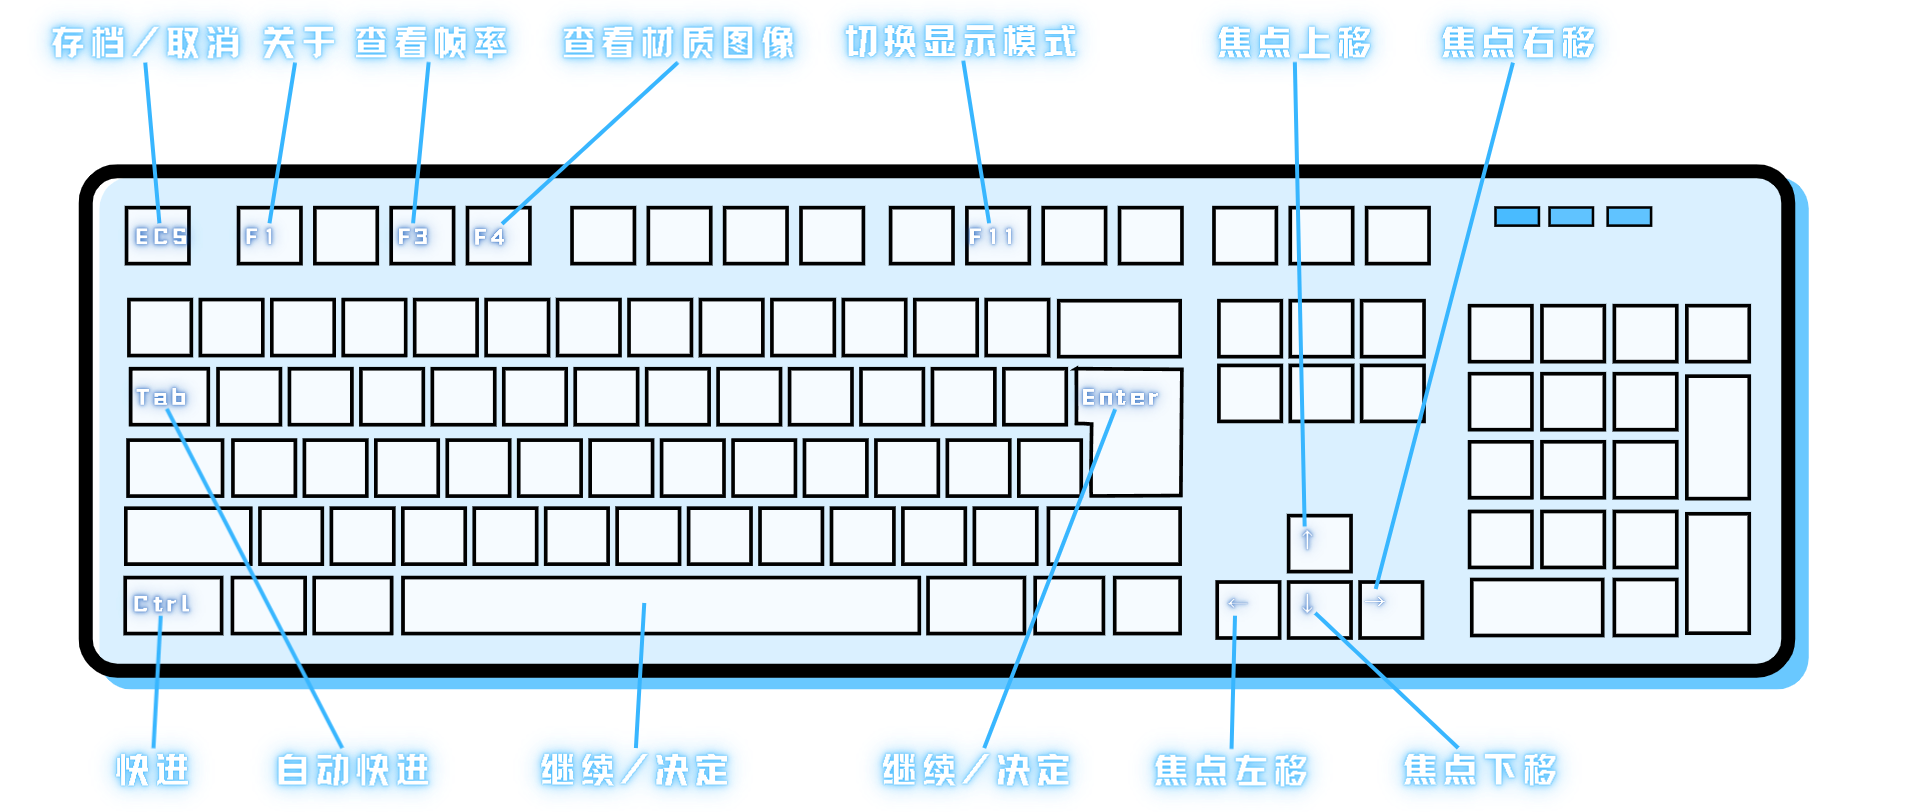 存档/取消 关于 查看帧率 查看材质图像 切换显示模式 焦点上移 焦点右移
ECS F1 F3 F4 F11
Tab Enter
↑
Ctrl ← ↓ →
快进 自动快进 继续/决定 继续/决定 焦点左移 焦点下移